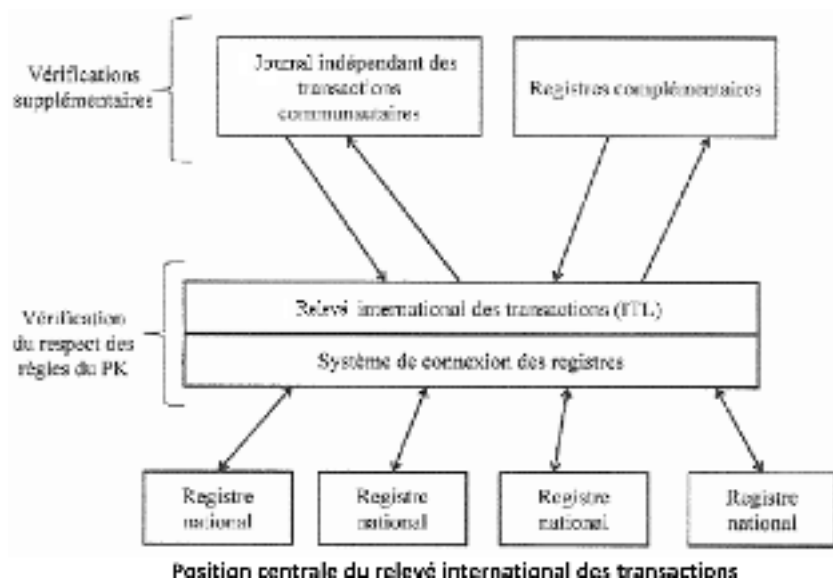 Vérifications
supplémentaires
Journal indépendant des
transactions
communautaires
Registres complémentaires
Vérification
du respect des
règles du PK
Relevé international des transactions (ITL)
Système de connexion des registres
Registre
national
Registre
national
Registre
national
Registre
national
Position centrale du relevé international des transactions